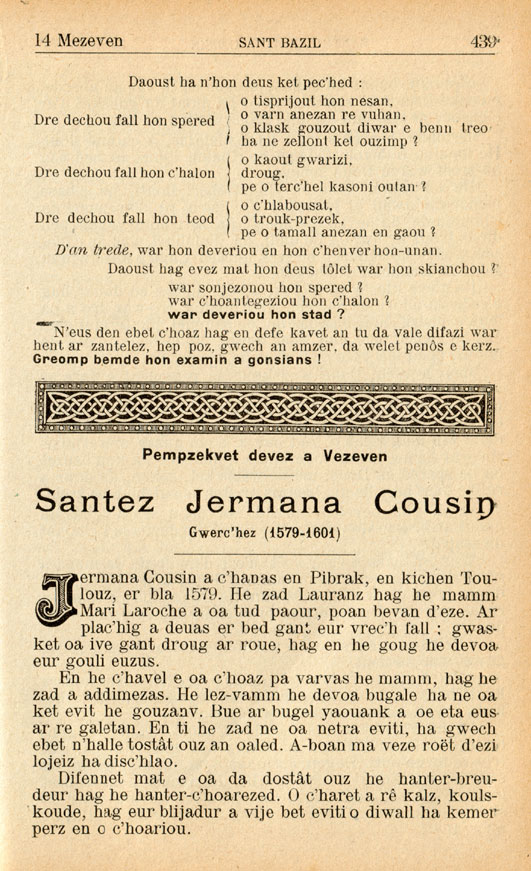 14 Mezeven SANT BAZIL 439
Daoust ha n'hon deus ket pec'hed :
Dre dechou fall hon spered
o tisprijout hon nesan,
o varn anezan re vuhan,
o klask gouzout diwar e benn treo
ha ne zellont ket ouzimp ?
Dre dechou fall hon c'halon
o kaout gwarizi,
droug,
pe o terc'hel kasoni outan ?
Dre dechou fall hon teod
o c'hlabousat,
o trouk-prezek,
pe o tamall anezan en gaou ?
D'an trede, war hon deveriou en hon c'henver hon-unan.
Daoust hag evez mat hon deus tôlet war hon skianchou ?
war sonjezonou hon spered ?
war c'hoantegeziou hon c'halon ?
war deveriou hon stad ?
N'eus den ebet c'hoaz hag en defe kavet an tu da vale difazi war
hent ar zantelez, hep poz, gwech an amzer, da welet penôs e kerz.
Greomp bemde hon examin a gonsians !
Pempzekvet devez a Vezeven
Santez Jermana Cousin
Gwerc'hez (1579-1601)
Jermana Cousin a c'hanas en Pibrak, en kichen Tou-
louz, er bla 1579. He zad Lauranz hag he mamm
Mari Laroche a oa tud paour, poan bevan d'eze. Ar
plac'hig a deuas er bed gant eur vrec'h fall ; gwas-
ket oa ive gant droug ar roue, hag en he goug he devoa
eur gouli euzus.
En he c'havel e oa c'hoaz pa varvas he mamm, hag he
zad a addimezas. He lez-vamm he devoa bugale ha ne oa
ket evit he gouzanv. Bue ar bugel yaouank a oe eta eus
ar re galetan. En ti he zad ne oa netra eviti, ha gwech
ebet n'halle tostât ouz an oaled. A-boan ma veze roët d'ezi
lojeiz ha disc'hlao.
Difennet mat e oa da dostât ouz he hanter-breu-
deur hag he hanter-c'hoarezed. O c'haret a rê kalz, kouls-
koude, hag eur blijadur a vije bet eviti o diwall ha kemer
perz en o c'hoariou.